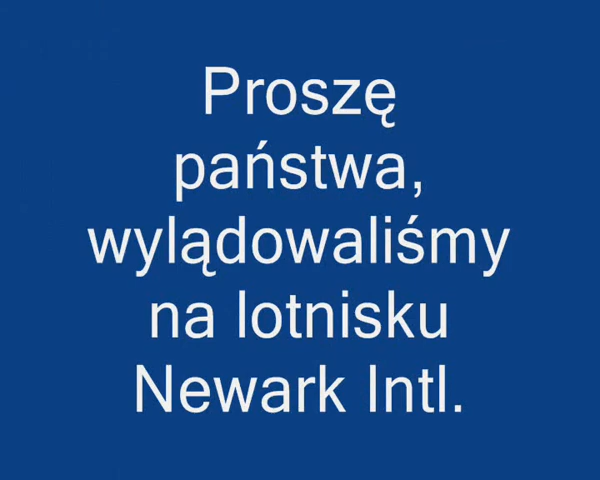 Proszę
państwa,
wylądowaliśmy
na lotnisku
Newark Intl.